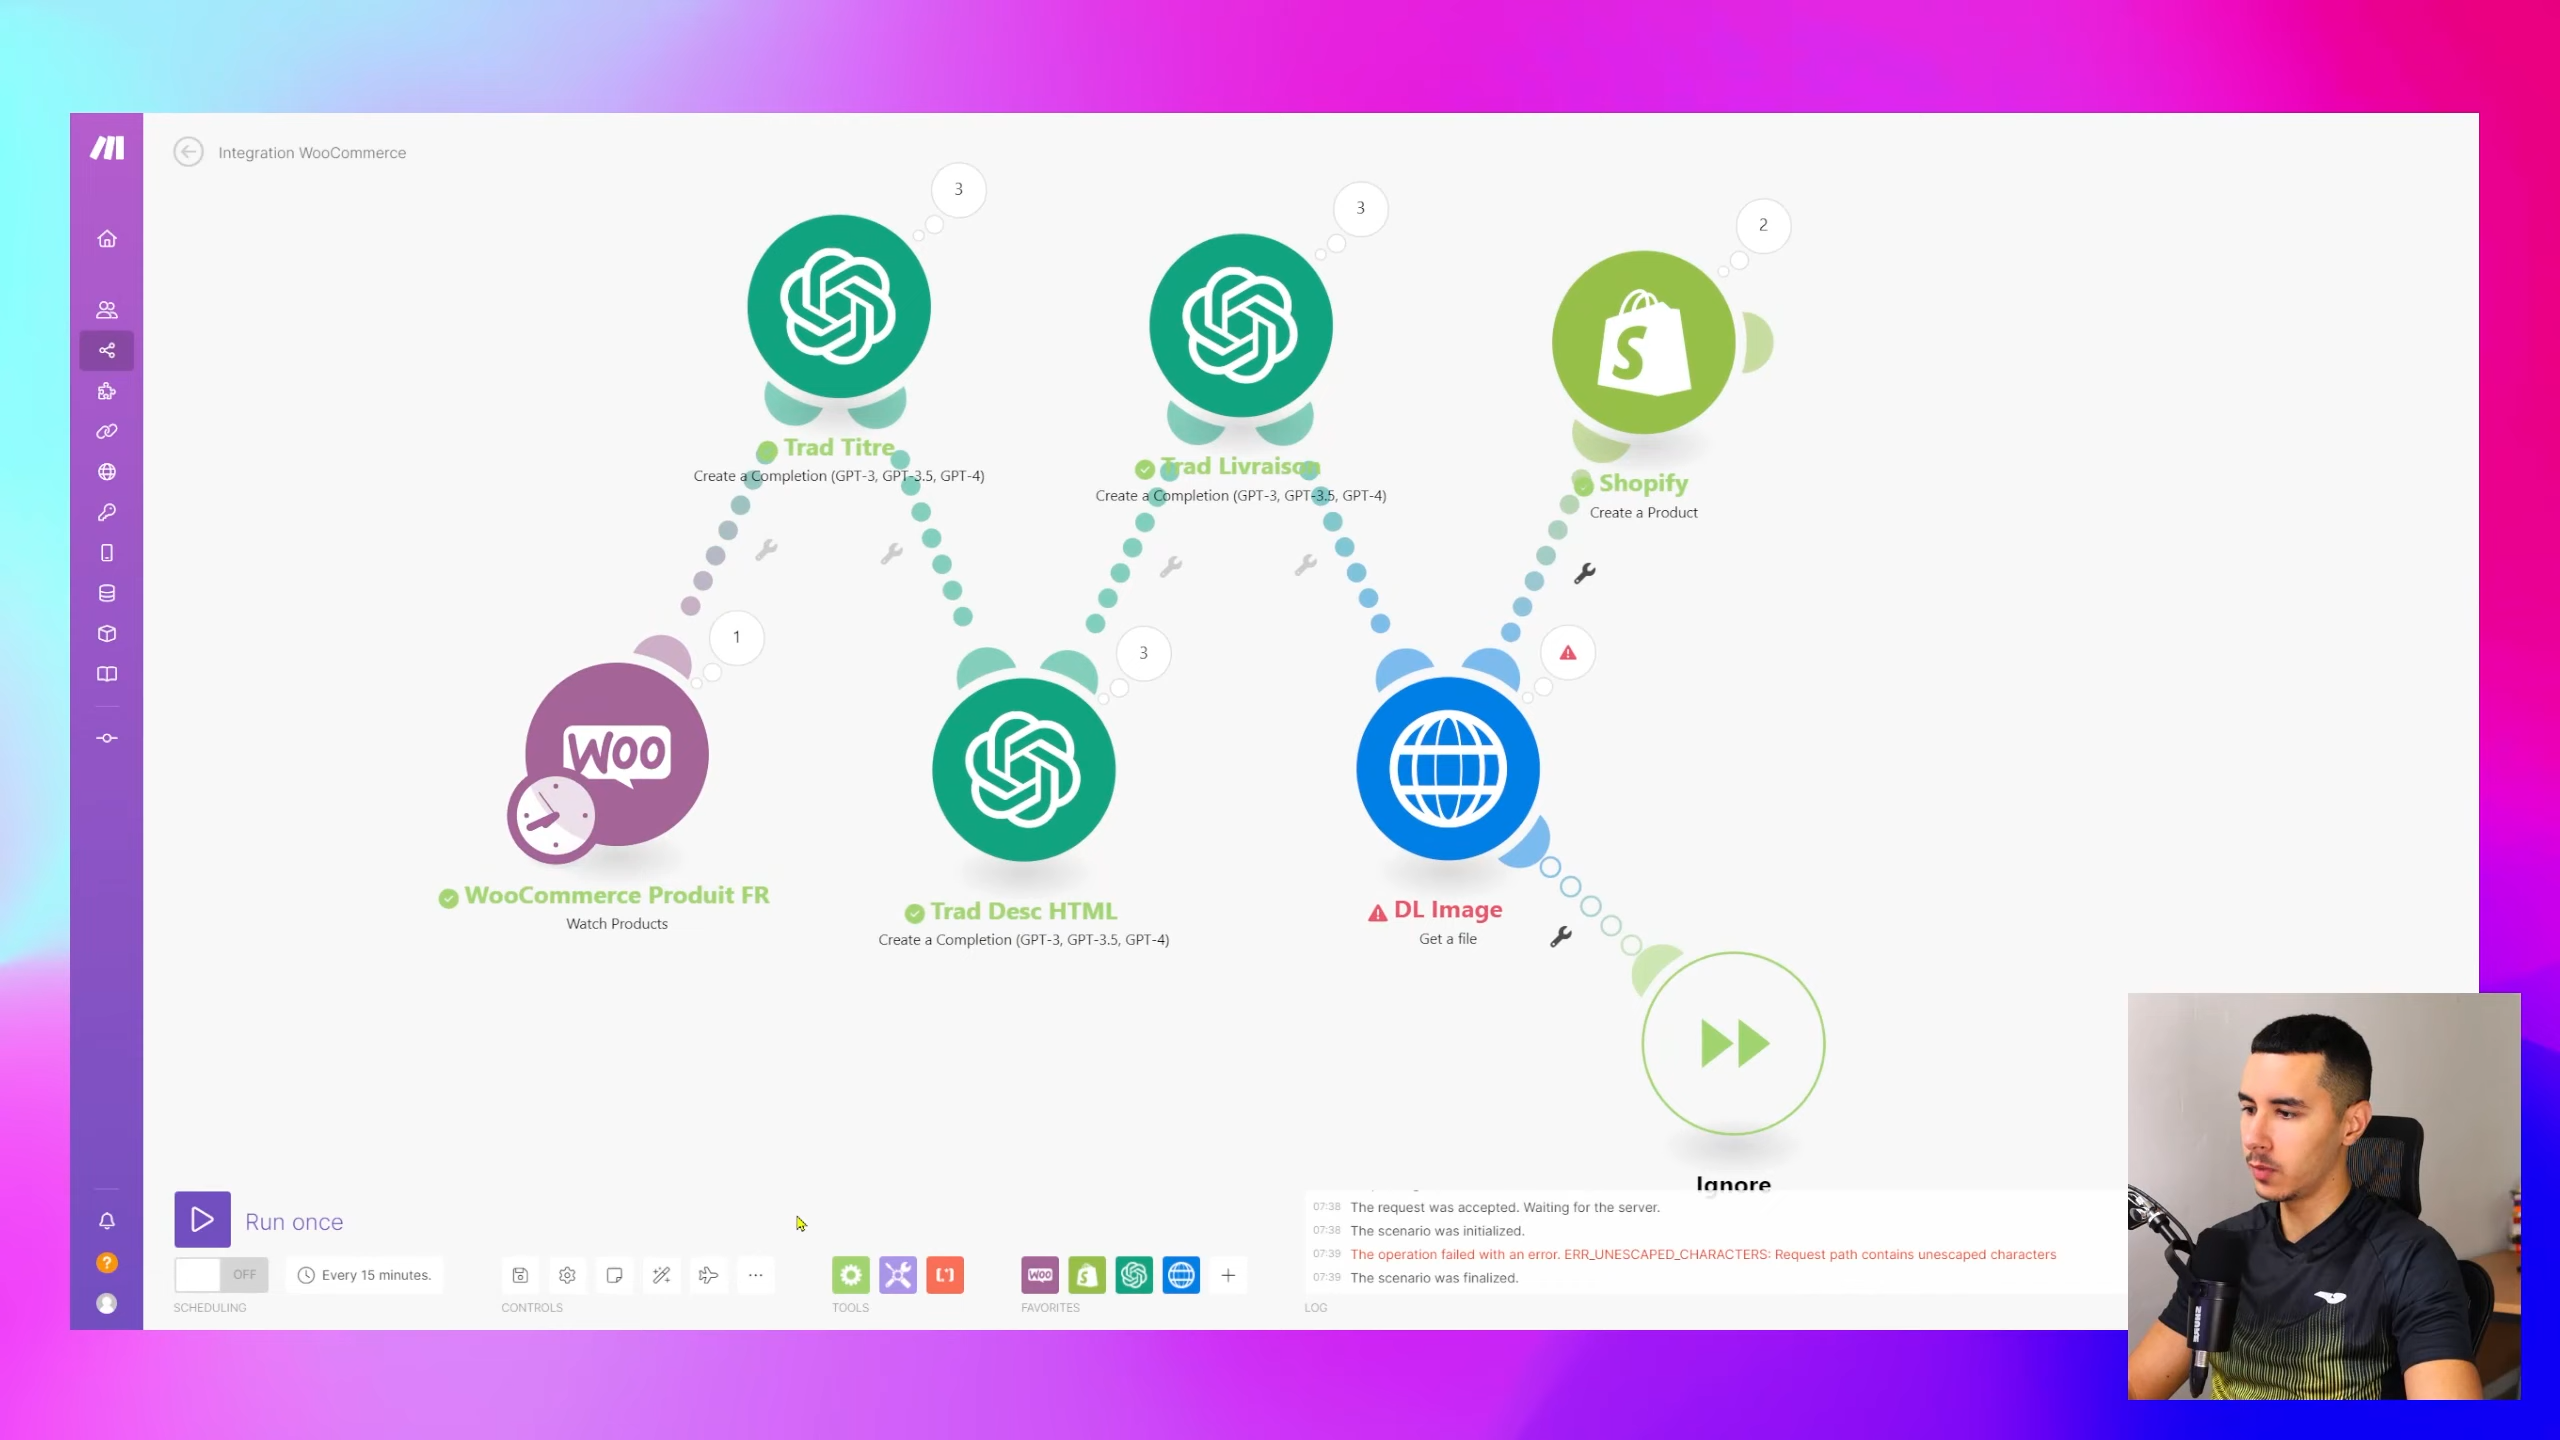 Integration WooCommerce
3
3
2
Trad Titre
Create a Completion (GPT-3, GPT-3.5, GPT-4)
Trad Livraison
Create a Completion (GPT-3, GPT-3.5, GPT-4)
Shopify
Create a Product
1
3
WOO
WooCommerce Produit FR
Watch Products
Trad Desc HTML
Create a Completion (GPT-3, GPT-3.5, GPT-4)
DL Image
Get a file
Ignore
Run once
07:38 The request was accepted. Waiting for the server.
07:38 The scenario was initialized.
07:39 The operation failed with an error. ERR_UNESCAPED_CHARACTERS: Request path contains unescaped characters
07:39 The scenario was finalized.
OFF
Every 15 minutes.
SCHEDULING
CONTROLS
TOOLS
FAVORITES
LOG